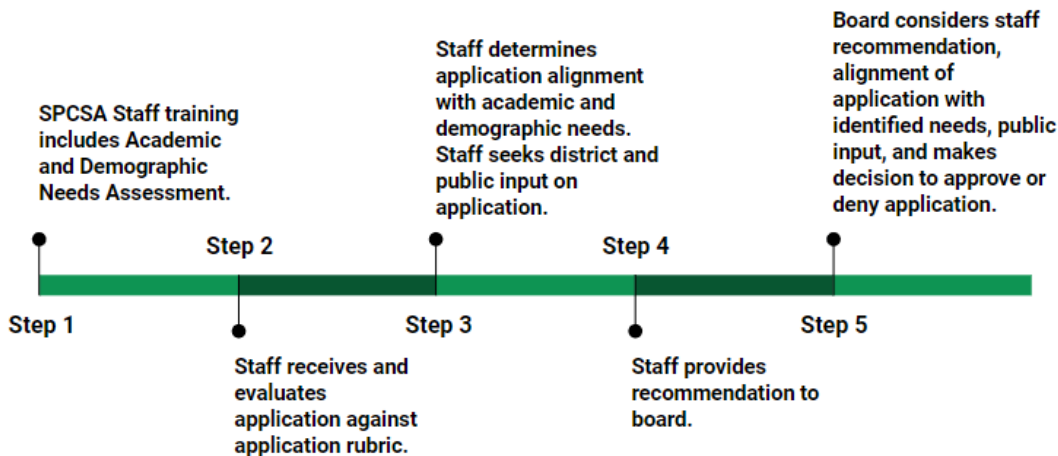 SPCSA Staff training
includes Academic
and Demographic
Needs Assessment.
Step 1
Step 2
Staff receives and
evaluates
application against
application rubric.
Staff determines
application alignment
with academic and
demographic needs.
Staff seeks district and
public input on
application.
Step 3
Step 4
Staff provides
recommendation to
board.
Board considers staff
recommendation,
alignment of
application with
identified needs, public
input, and makes
decision to approve or
deny application.
Step 5